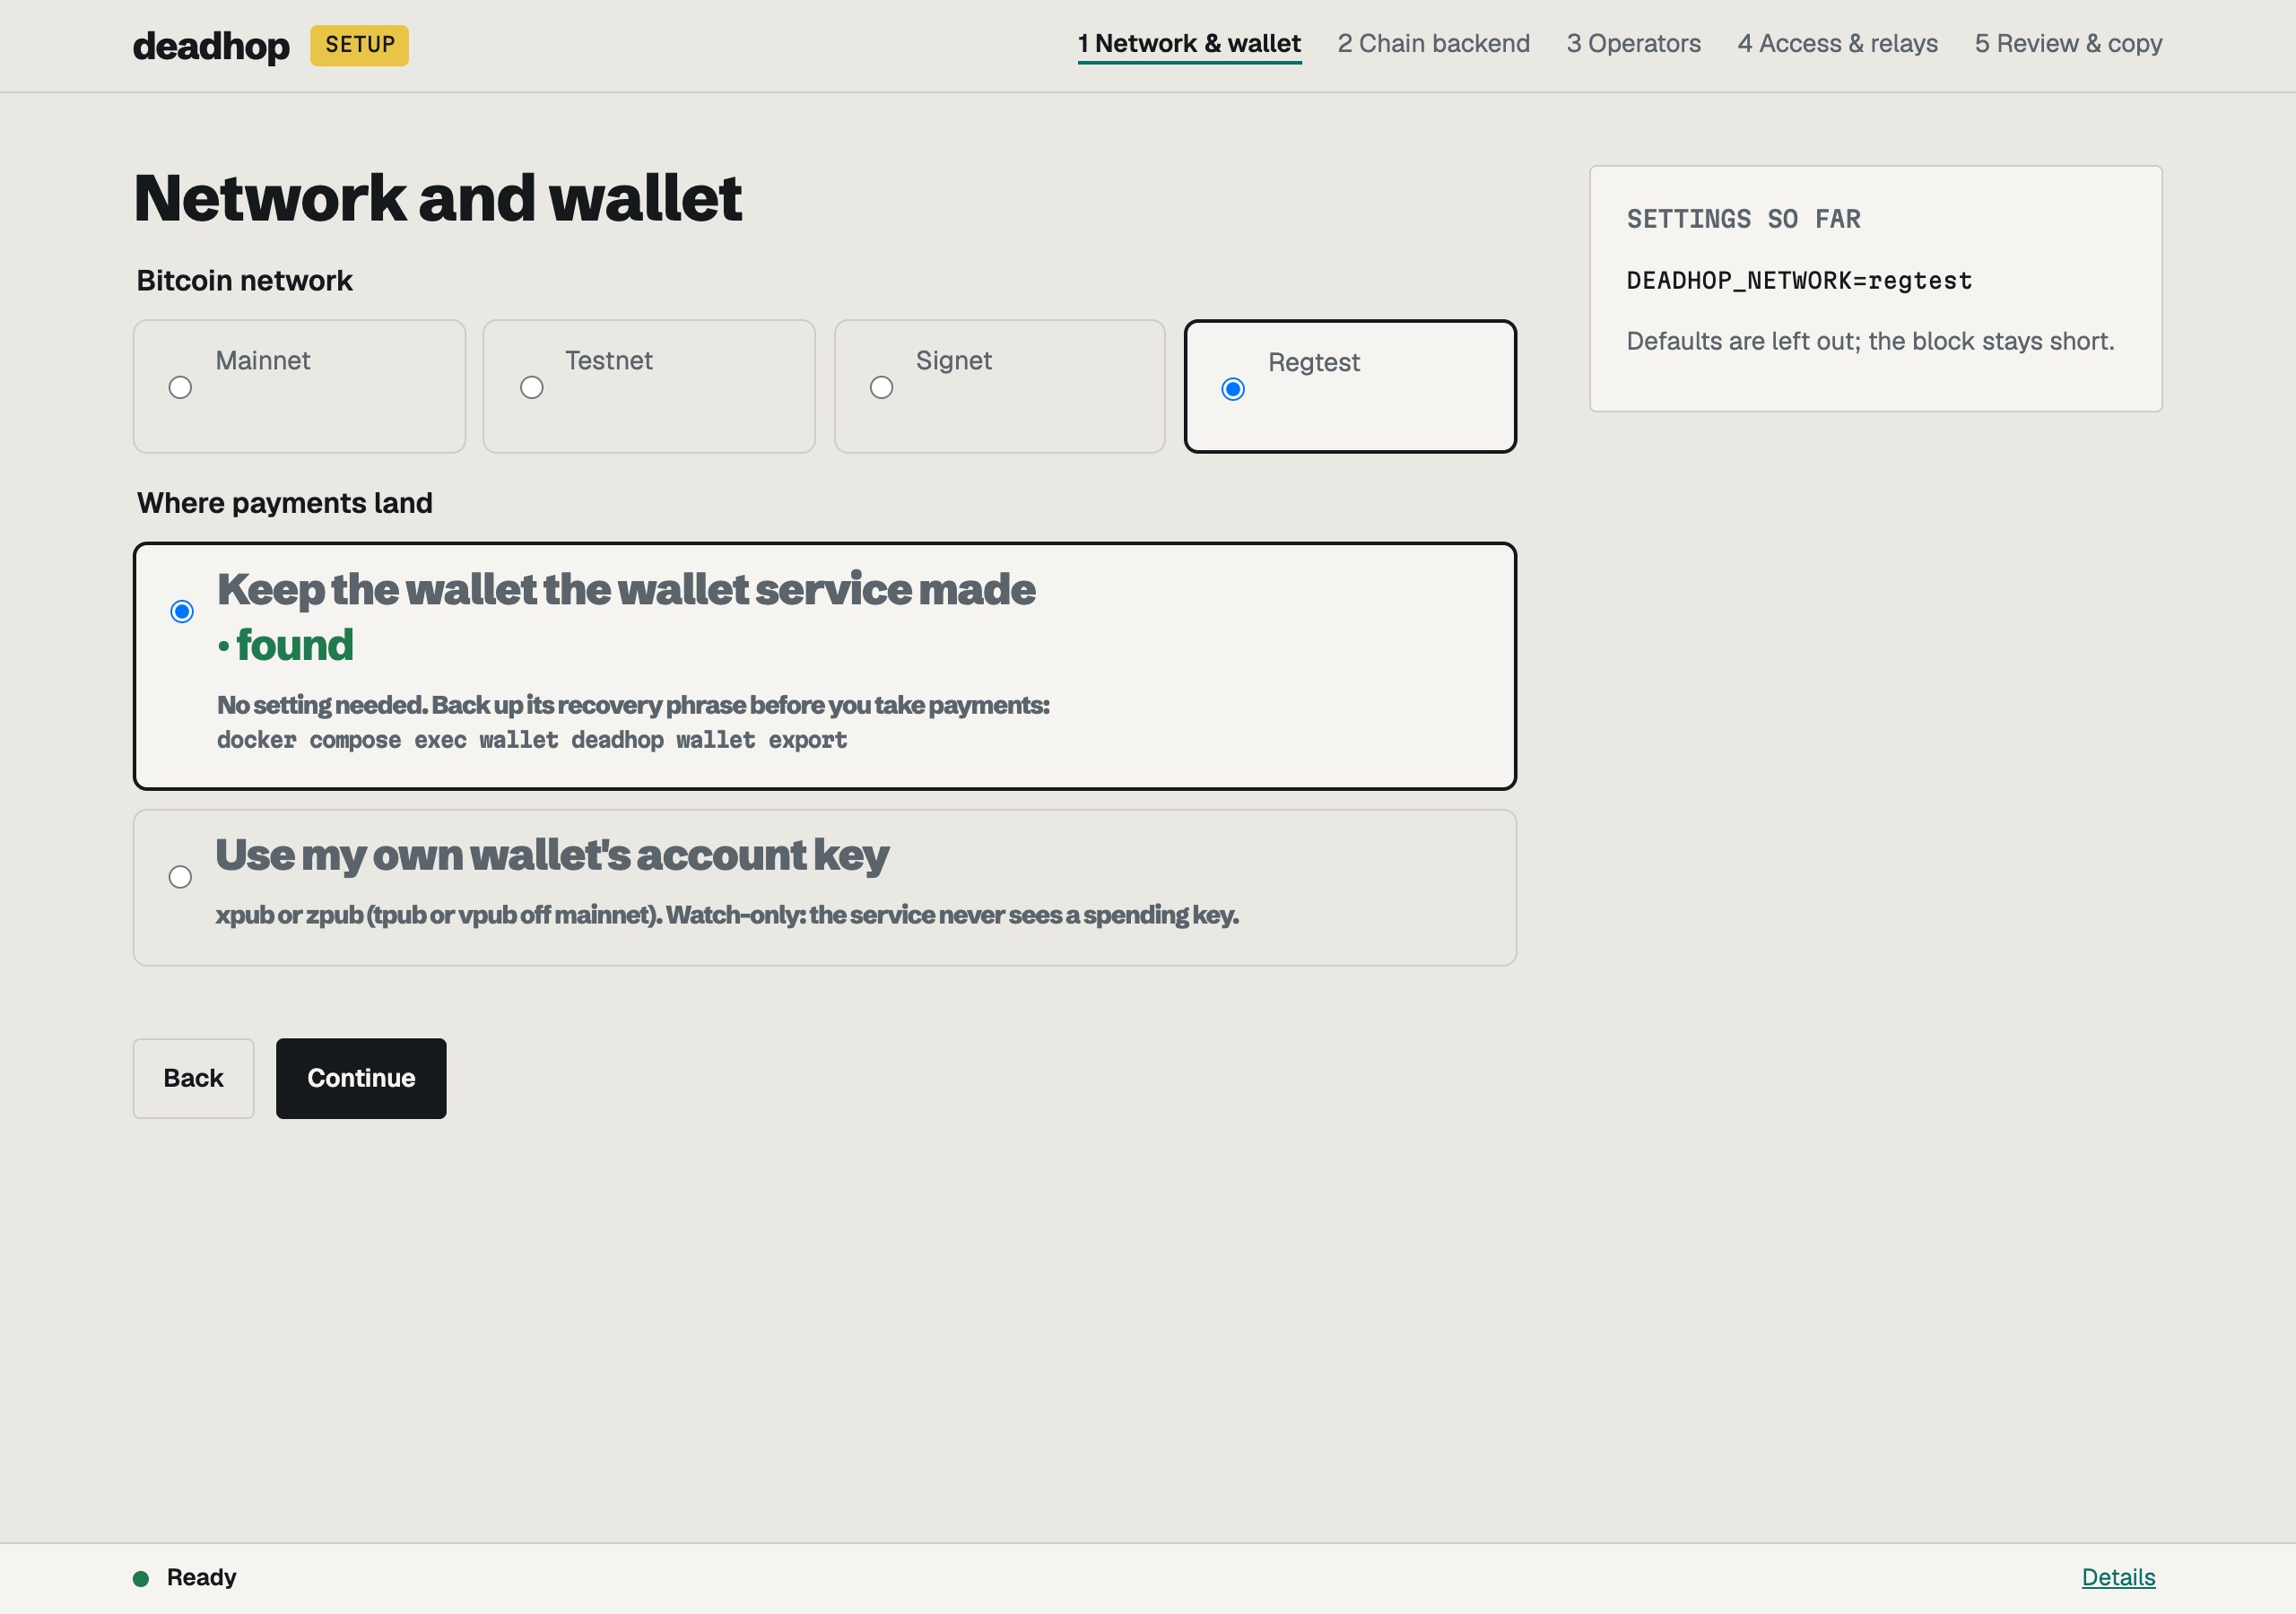 deadhop SETUP
1 Network & wallet 2 Chain backend 3 Operators 4 Access & relays 5 Review & copy
Network and wallet
Bitcoin network
Mainnet
Testnet
Signet
Regtest
Where payments land
Keep the wallet the wallet service made
• found
No setting needed. Back up its recovery phrase before you take payments:
docker compose exec wallet deadhop wallet export
Use my own wallet's account key
xpub or zpub (tpub or vpub off mainnet). Watch-only: the service never sees a spending key.
Back
Continue
SETTINGS SO FAR
DEADHOP_NETWORK=regtest
Defaults are left out; the block stays short.
Ready
Details